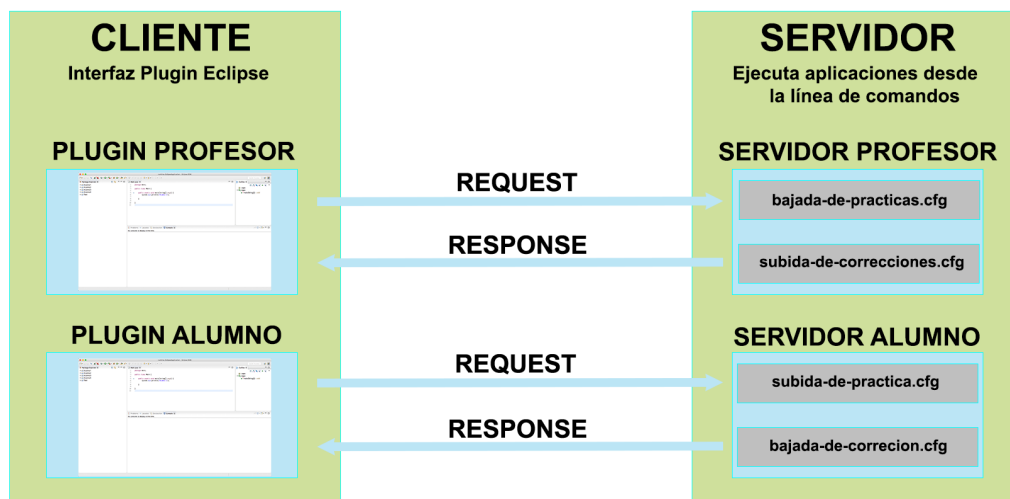 CLIENTE
Interfaz Plugin Eclipse
PLUGIN PROFESOR
PLUGIN ALUMNO
REQUEST
RESPONSE
REQUEST
RESPONSE
SERVIDOR
Ejecuta aplicaciones desde
la línea de comandos
SERVIDOR PROFESOR
bajada-de-practicas.cfg
subida-de-correcciones.cfg
SERVIDOR ALUMNO
subida-de-practica.cfg
bajada-de-correcion.cfg